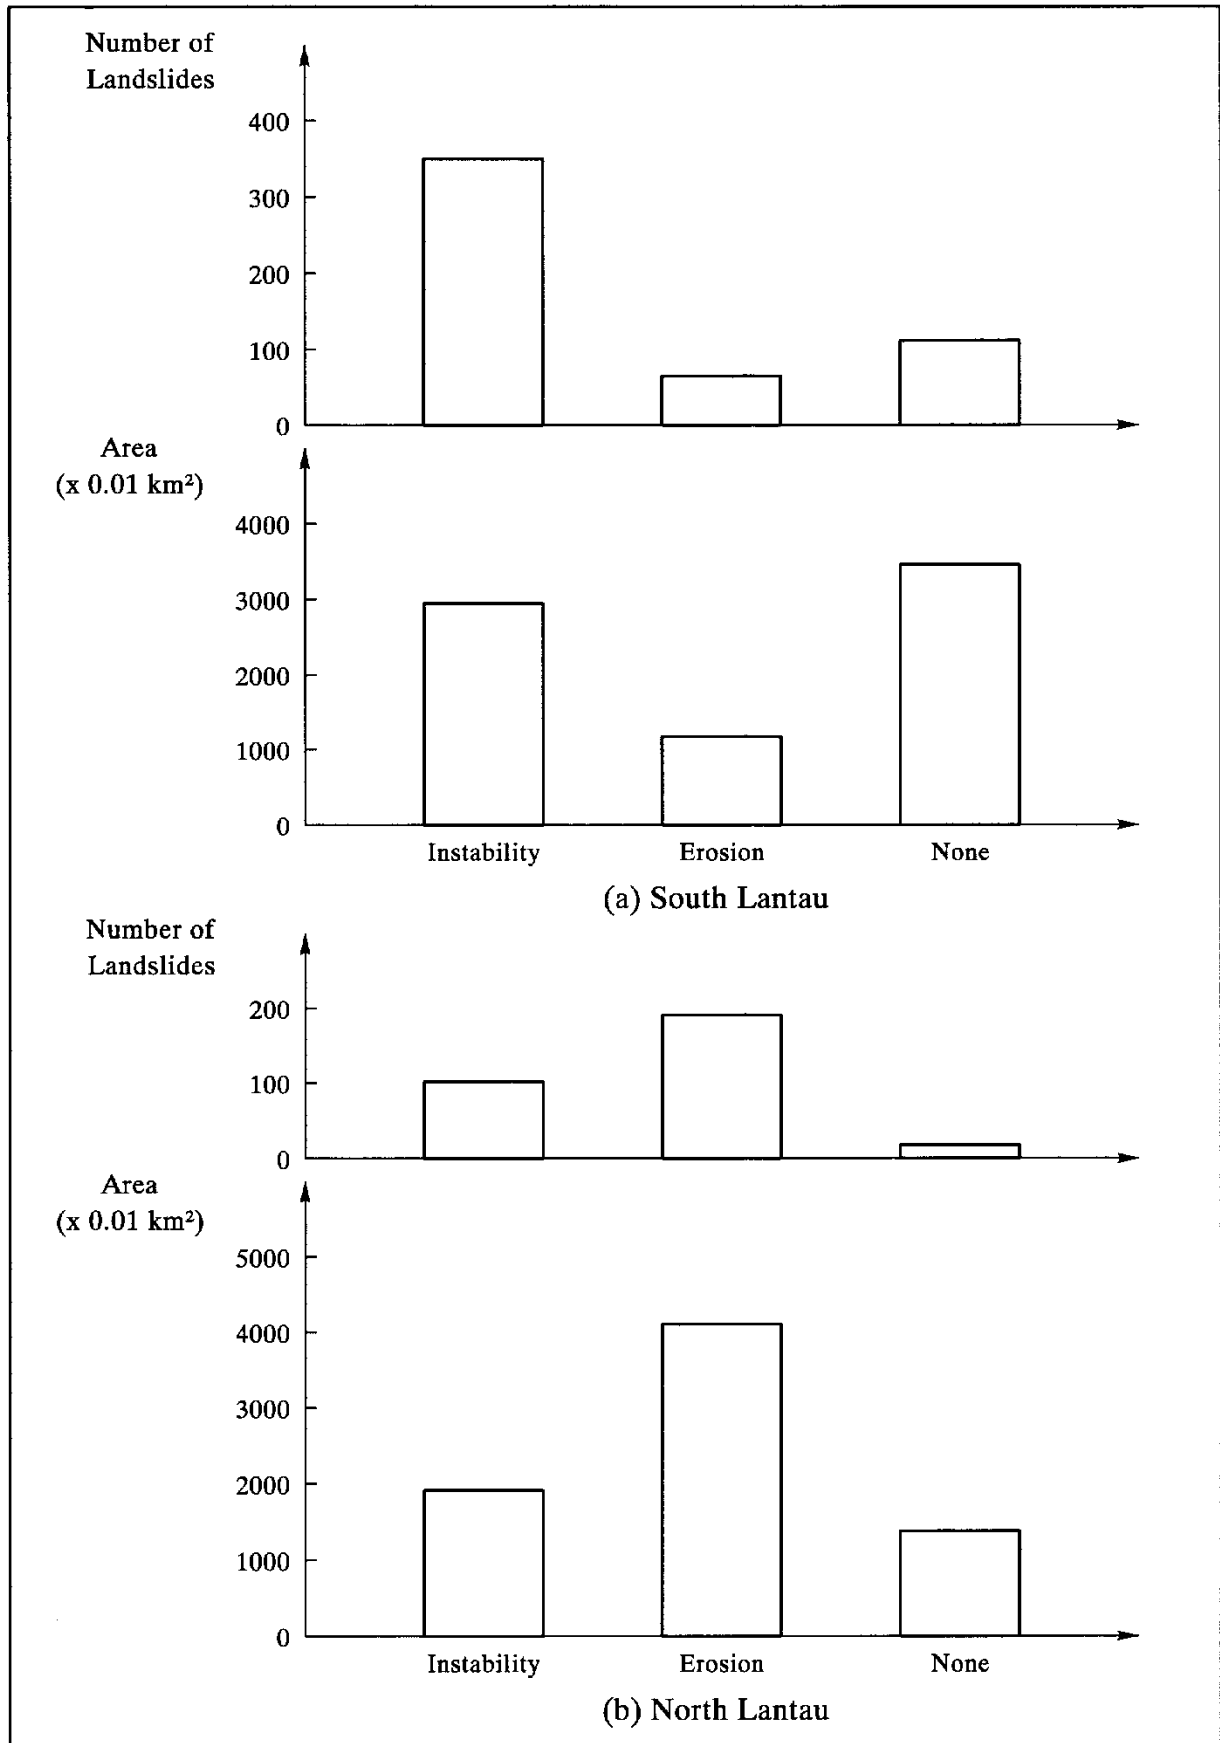 Number of
Landslides
400
300
200
100
0
Area
(x 0.01 km²)
4000
3000
2000
1000
0
Instability Erosion None
(a) South Lantau
Number of
Landslides
200
100
0
Area
(x 0.01 km²)
5000
4000
3000
2000
1000
0
Instability Erosion None
(b) North Lantau